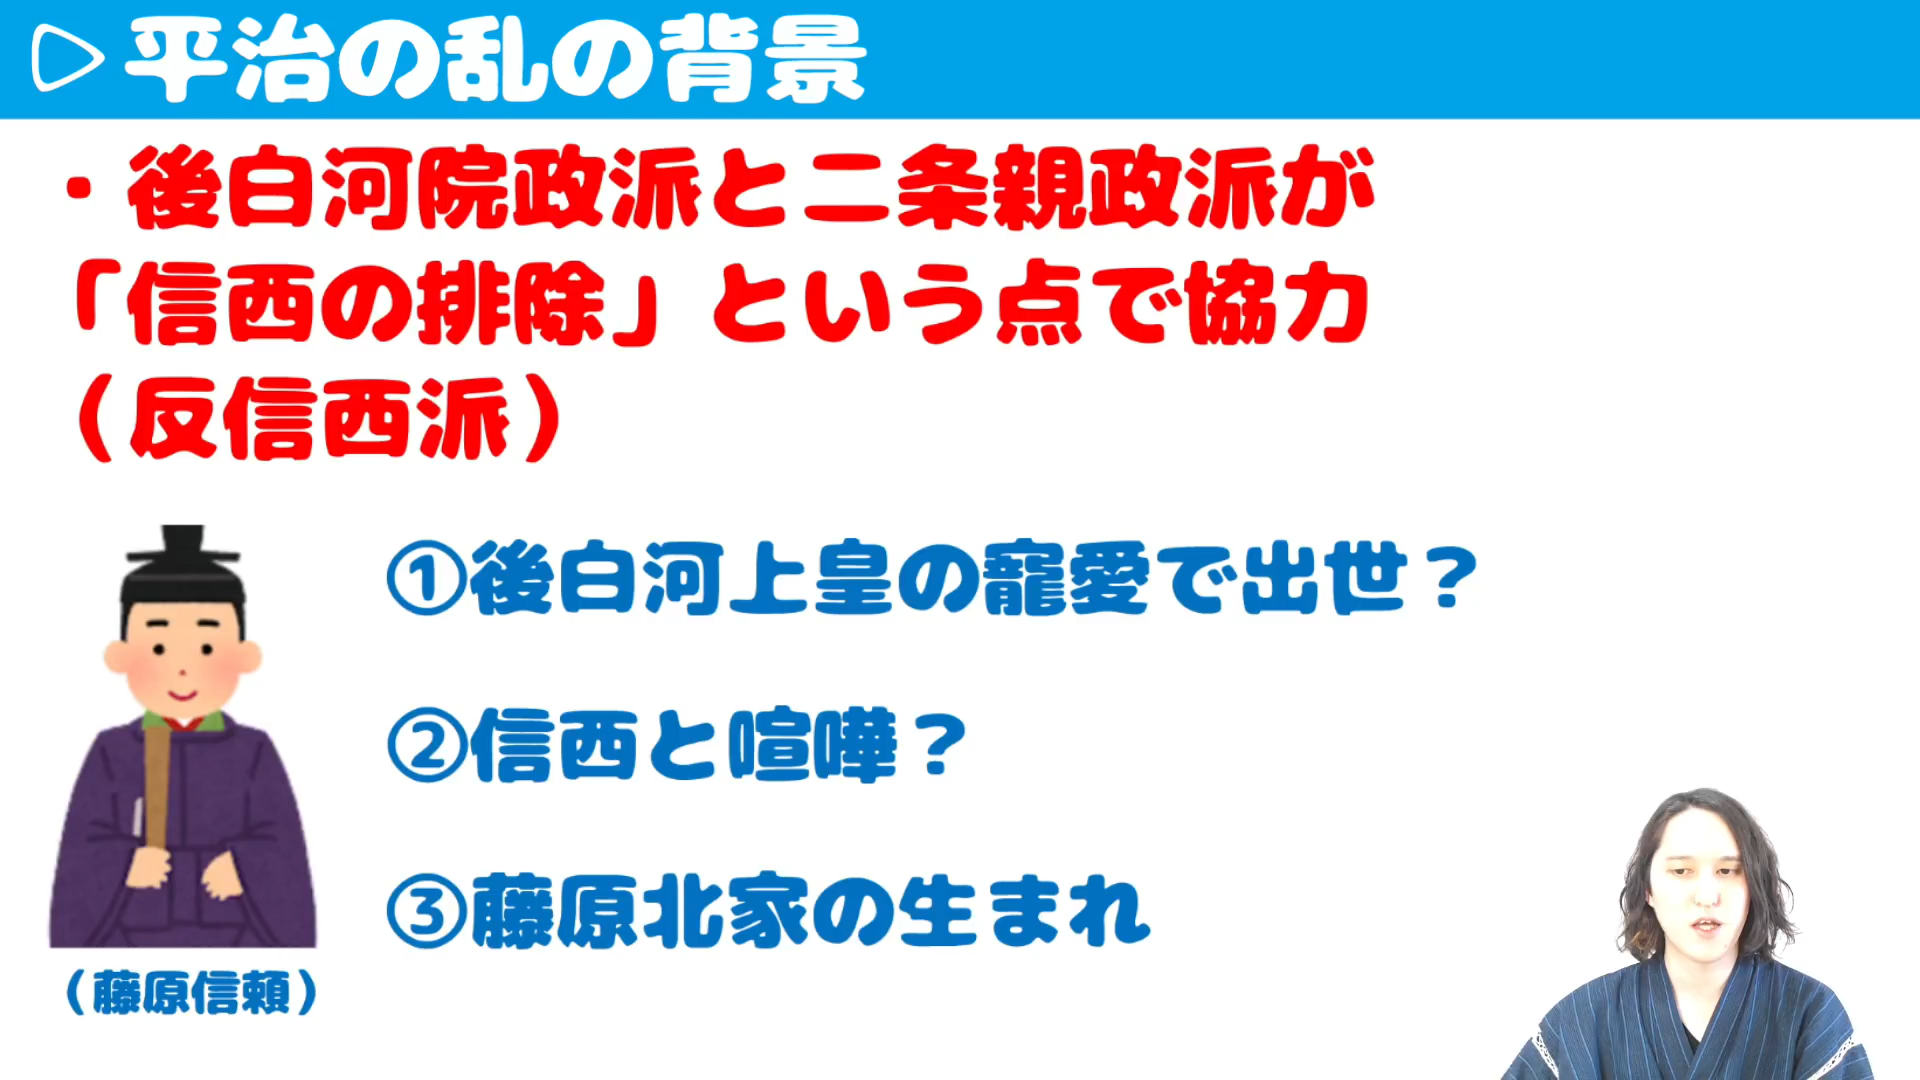 平治の乱の背景
・後白河院政派と二条親政派が
「信西の排除」という点で協力
（反信西派）
①後白河上皇の寵愛で出世？
②信西と喧嘩？
③藤原北家の生まれ
（藤原信頼）